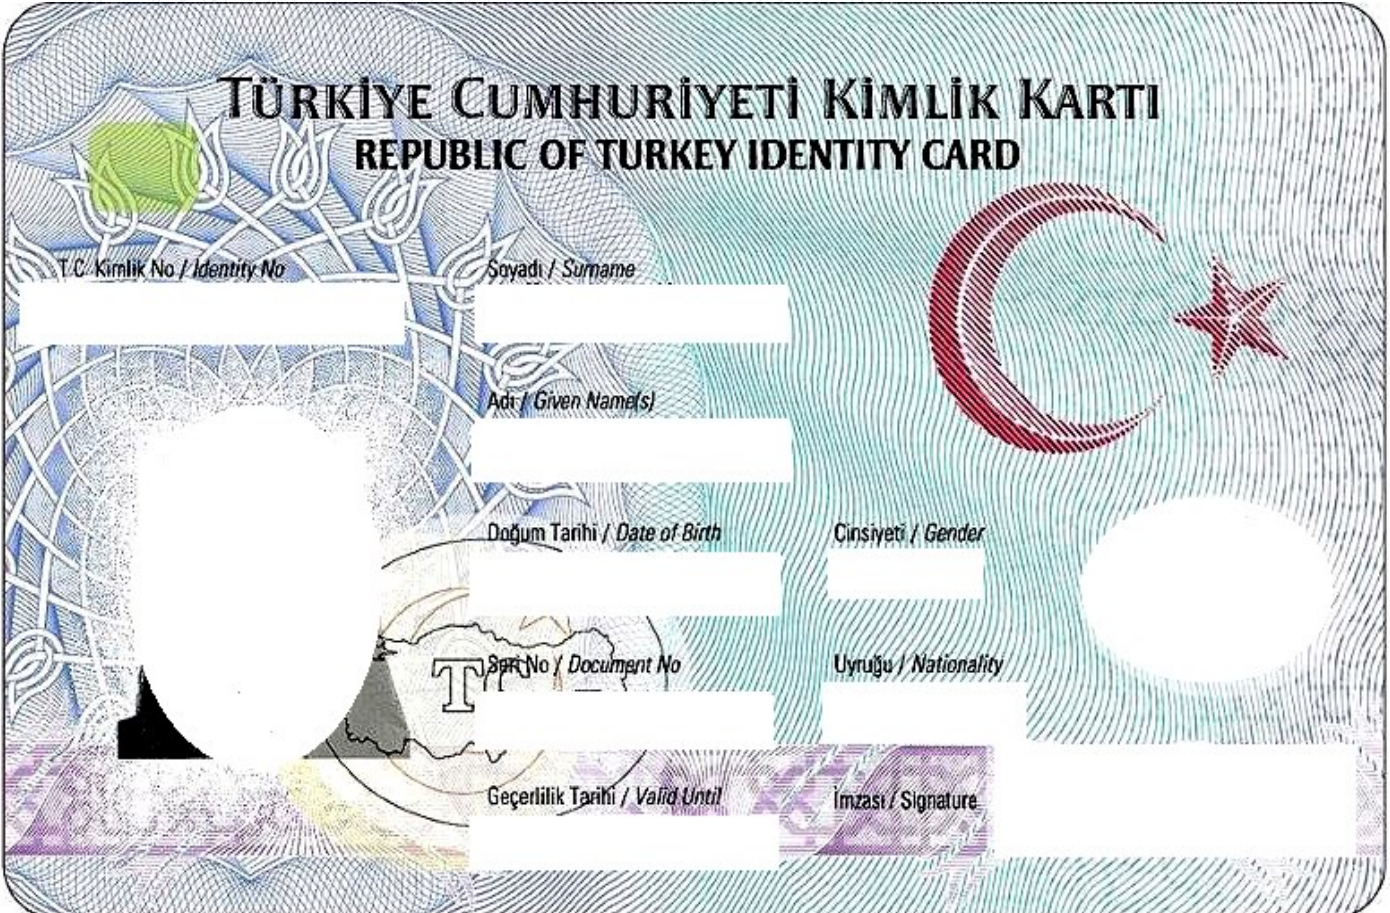 TÜRKİYE CUMHURİYETİ KİMLİK KARTI
REPUBLIC OF TURKEY IDENTITY CARD
T.C. Kimlik No / Identity No
Soyadı / Surname
Adı / Given Name(s)
Doğum Tarihi / Date of Birth
Cinsiyeti / Gender
Seri No / Document No
Uyruğu / Nationality
T
Geçerlilik Tarihi / Valid Until
İmzası / Signature